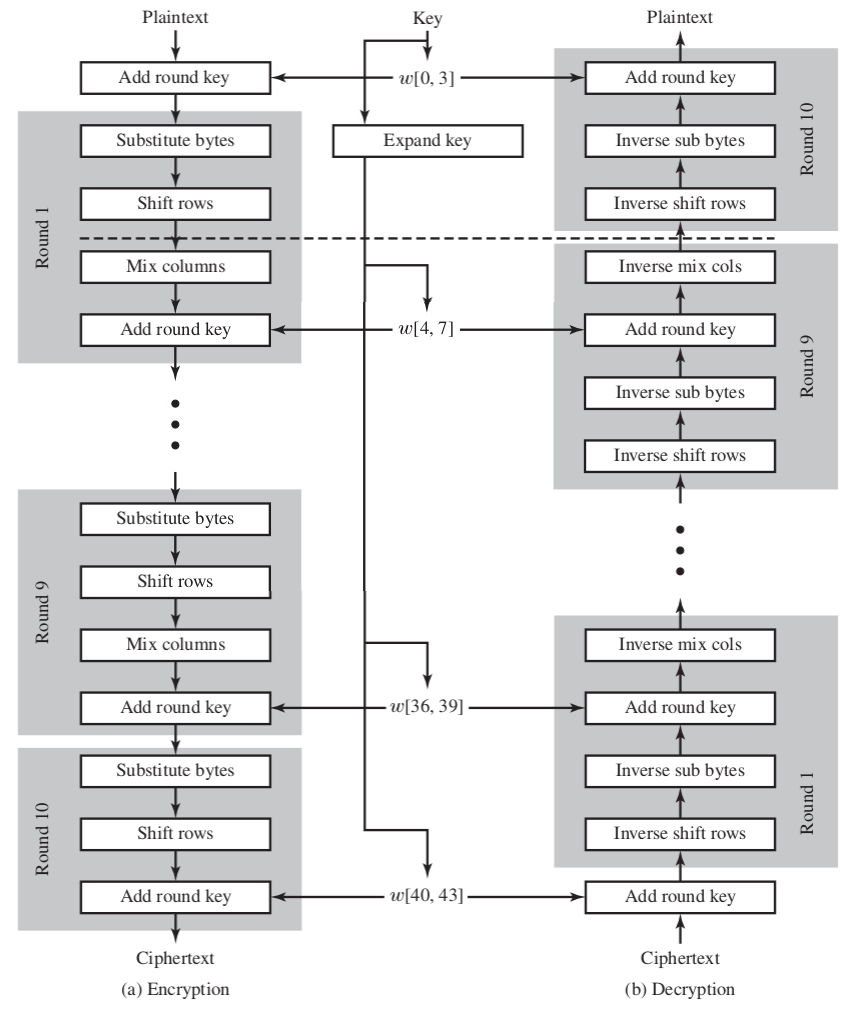 Plaintext
Key
Plaintext
Add round key
w[0, 3]
Add round key
Substitute bytes
Expand key
Inverse sub bytes
Round 10
Shift rows
Inverse shift rows
Round 1
Mix columns
Inverse mix cols
Add round key
w[4, 7]
Add round key
Round 9
Inverse sub bytes
Inverse shift rows
Substitute bytes
Shift rows
Round 9
Mix columns
Inverse mix cols
Add round key
w[36, 39]
Add round key
Substitute bytes
Inverse sub bytes
Round 1
Shift rows
Inverse shift rows
Round 10
Add round key
w[40, 43]
Add round key
Ciphertext
Ciphertext
(a) Encryption
(b) Decryption